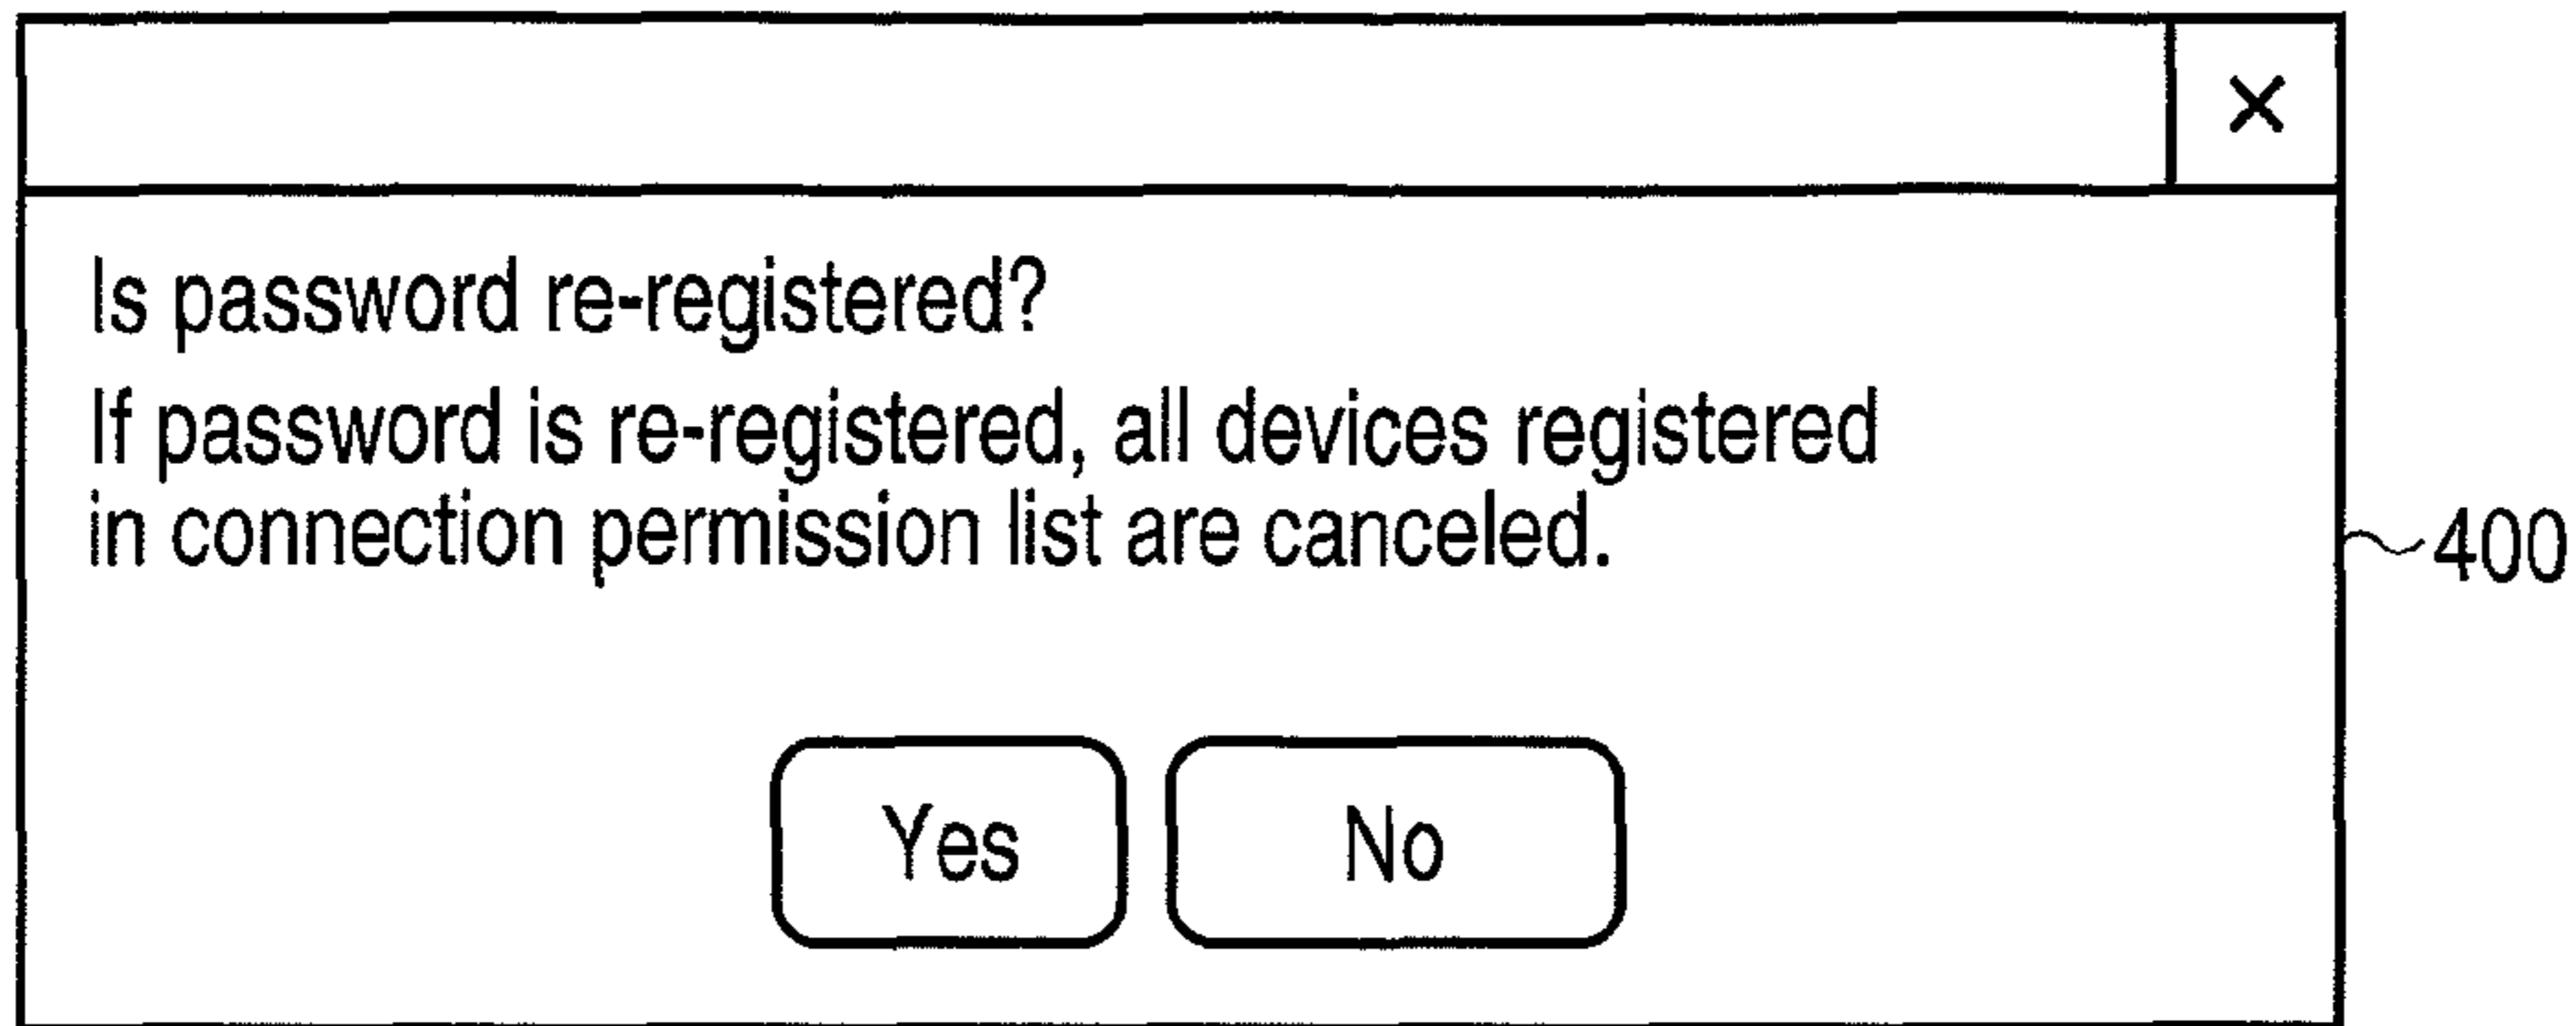 ×
Is password re-registered?
If password is re-registered, all devices registered
in connection permission list are canceled.
400
Yes No